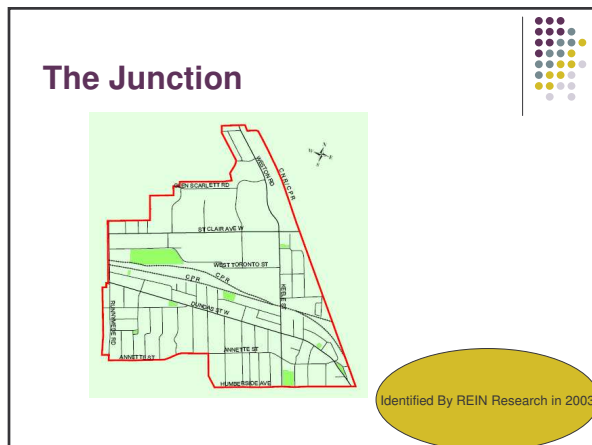 The Junction
N
W
E
S
WESTON RD
C N R / C P R
GLEN SCARLETT RD
ST CLAIR AVE W
WEST TORONTO ST
C P R
C P R
KEELE ST
DUNDAS ST W
RUNNYMEDE RD
ANNETTE ST
ANNETTE ST
HUMBERSIDE AVE
Identified By REIN Research in 2003